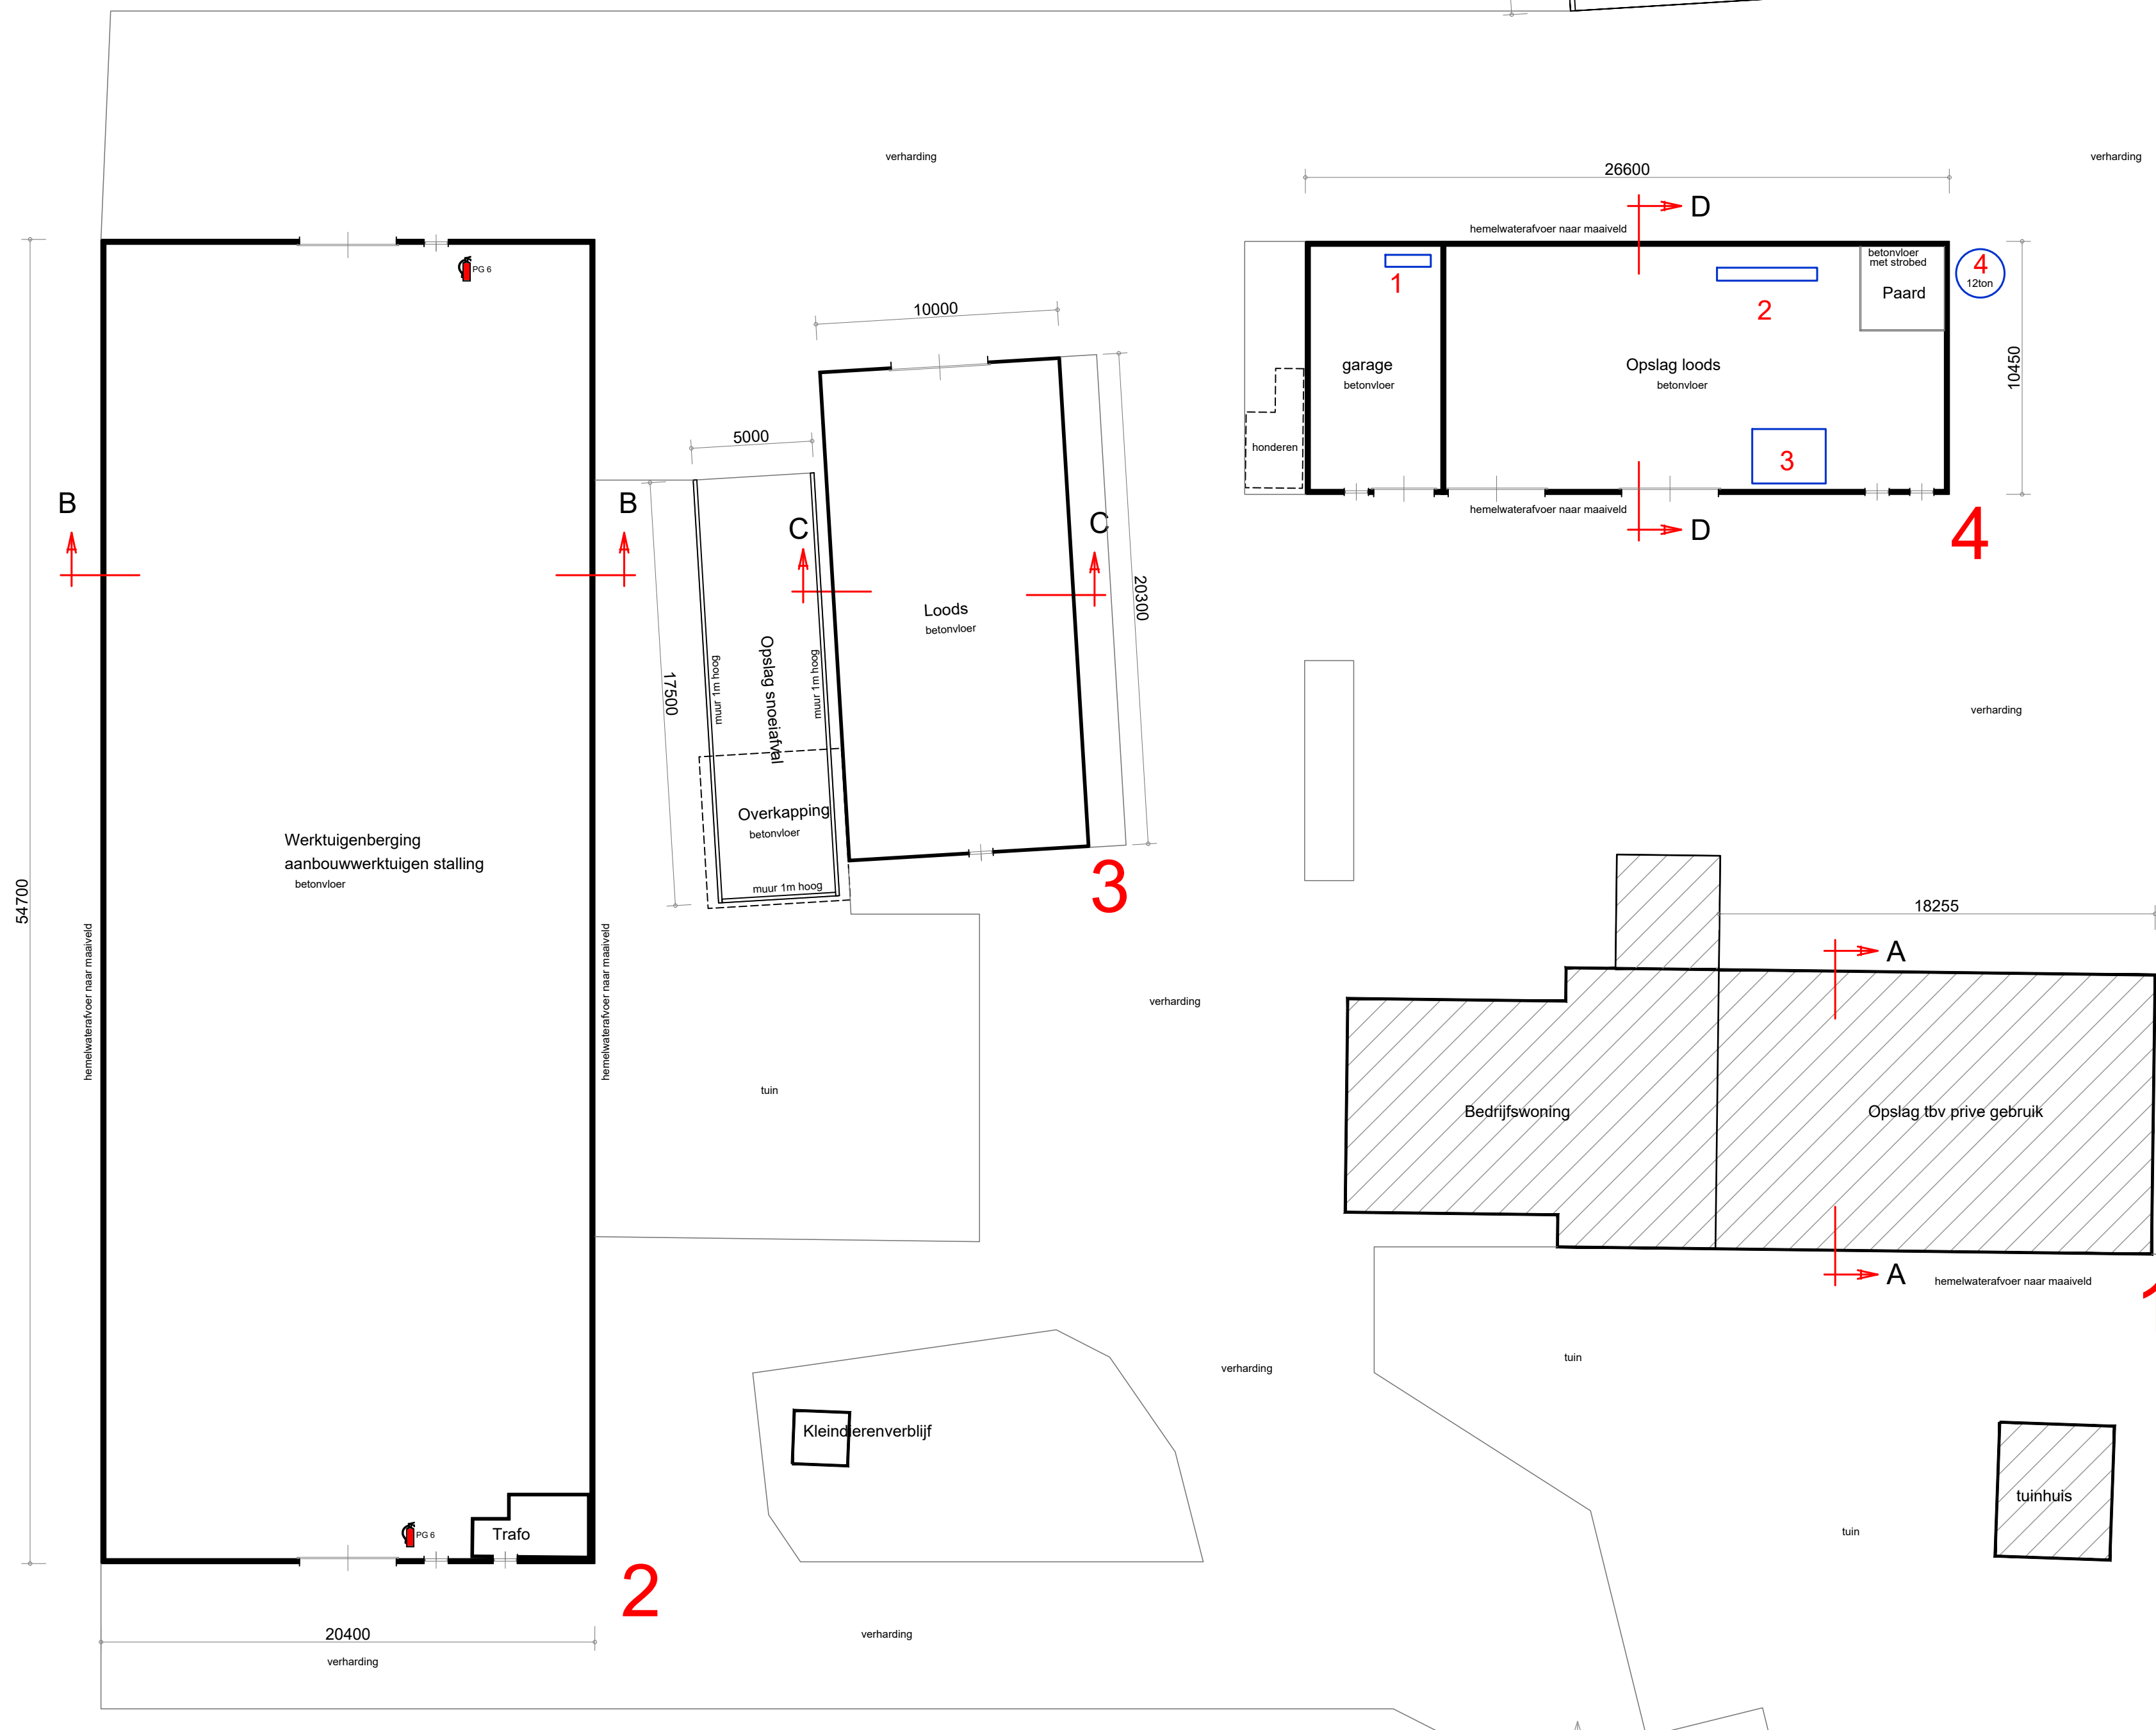 verharding
verharding
26600
D
hemelwaterafvoer naar maaiveld
PG 6
betonvloer
met strobed
Paard
4
12ton
1
2
10000
garage
betonvloer
Opslag loods
betonvloer
10450
5000
honderen
3
B
B
C
C
hemelwaterafvoer naar maaiveld
D
4
20300
Loods
betonvloer
17500
muur 1m hoog
Opslag snoeiafval
muur 1m hoog
verharding
Overkapping
betonvloer
muur 1m hoog
3
Werktuigenberging
aanbouwwerktuigen stalling
betonvloer
54700
hemelwaterafvoer naar maaiveld
hemelwaterafvoer naar maaiveld
18255
A
verharding
tuin
Bedrijfswoning
Opslag tbv prive gebruik
A
hemelwaterafvoer naar maaiveld
verharding
tuin
Kleindierenverblijf
tuinhuis
tuin
PG 6
Trafo
2
20400
verharding
verharding